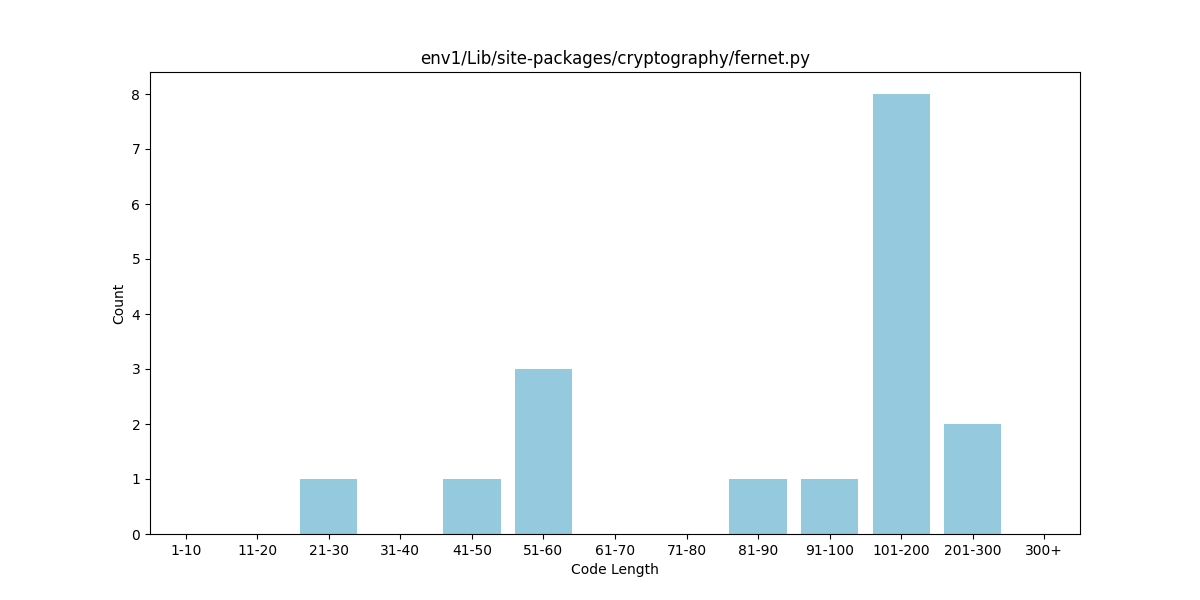 env1/Lib/site-packages/cryptography/fernet.py
8
7
6
5
4
3
2
1
0
Count
1-10 11-20 21-30 31-40 41-50 51-60 61-70 71-80 81-90 91-100 101-200 201-300 300+
Code Length